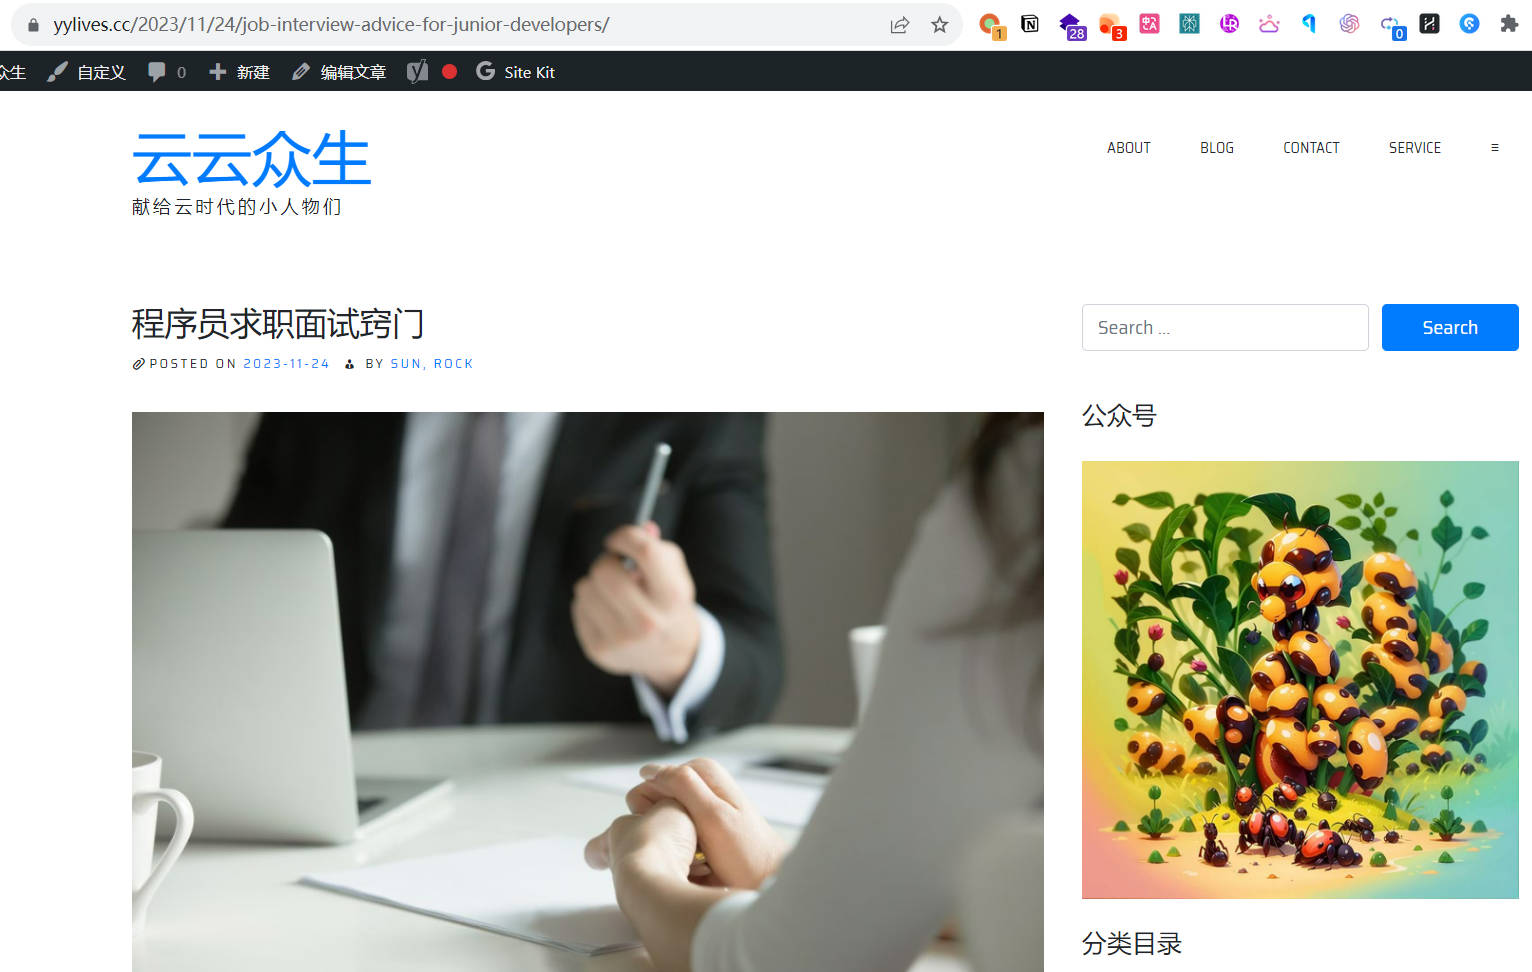 yylives.cc/2023/11/24/job-interview-advice-for-junior-developers/
1 28 3 0
众生 自定义 0 新建 编辑文章 Site Kit
云云众生
献给云时代的小人物们
ABOUT BLOG CONTACT SERVICE
程序员求职面试窍门
POSTED ON 2023-11-24 BY SUN, ROCK
Search ... Search
公众号
分类目录